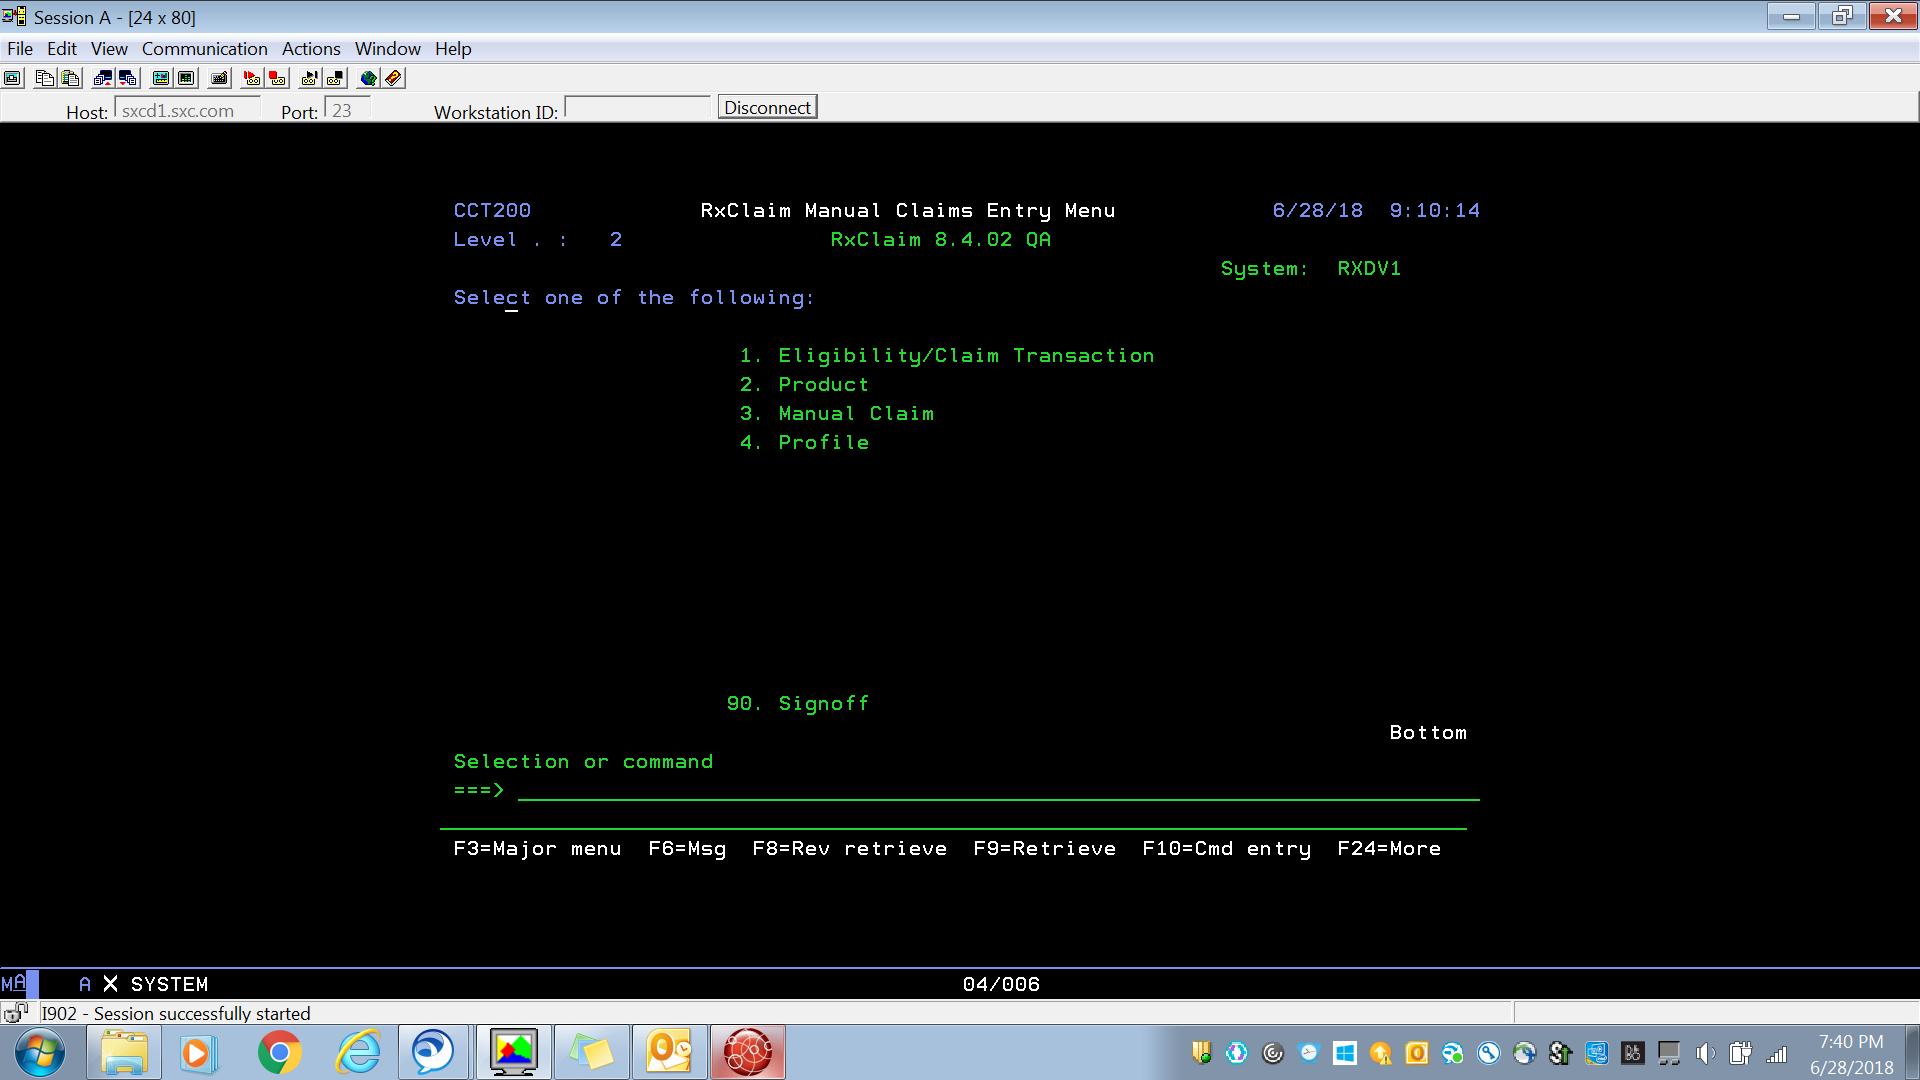 Session A - [24 x 80]
File Edit View Communication Actions Window Help
Host: sxcd1.sxc.com Port: 23 Workstation ID: Disconnect
CCT200 RxClaim Manual Claims Entry Menu 6/28/18 9:10:14
Level . : 2 RxClaim 8.4.02 QA
System: RXDV1
Select one of the following:
1. Eligibility/Claim Transaction
2. Product
3. Manual Claim
4. Profile
90. Signoff
Bottom
Selection or command
===>
F3=Major menu F6=Msg F8=Rev retrieve F9=Retrieve F10=Cmd entry F24=More
MA A X SYSTEM 04/006
I902 - Session successfully started
7:40 PM
6/28/2018